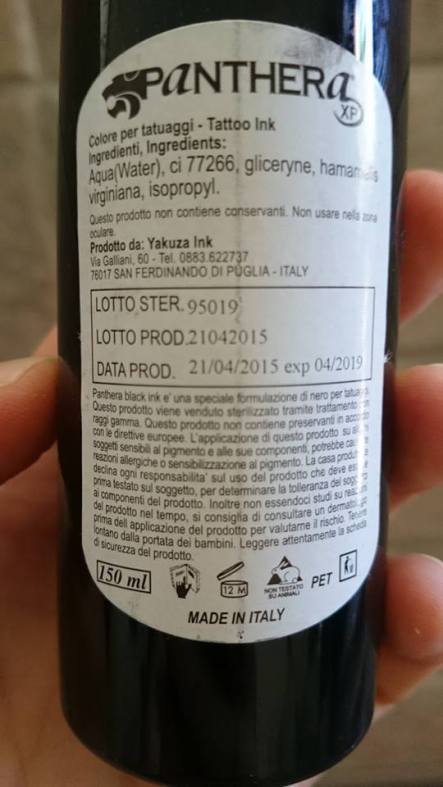 PANTHERA
XP
Colore per tatuaggi - Tattoo Ink
Ingredienti, Ingredients:
Aqua(Water), ci 77266, gliceryne, hamamelis
virginiana, isopropyl.
Questo prodotto non contiene conservanti. Non usare nella zona
oculare.
Prodotto da: Yakuza Ink
Via Galliani, 60 - Tel. 0883.622737
76017 SAN FERDINANDO DI PUGLIA - ITALY
LOTTO STER. 95019
LOTTO PROD. 21042015
DATA PROD. 21/04/2015 exp 04/2019
Panthera black ink e' una speciale formulazione di nero per tatuaggi.
Questo prodotto viene venduto sterilizzato tramite trattamento con
raggi gamma. Questo prodotto non contiene preservanti in accordo
con le direttive europee. L'applicazione di questo prodotto su alcuni
soggetti sensibili al pigmento e alle sue componenti, potrebbe causare
reazioni allergiche o sensibilizzazione al pigmento. La casa produttrice
declina ogni responsabilita' sul uso del prodotto che deve essere
prima testato sul soggetto, per determinare la tolleranza del soggetto
ai componenti del prodotto. Inoltre non essendoci studi su reazioni
del prodotto nel tempo, si consiglia di consultare un dermatologo
prima dell applicazione del prodotto per valutarne il rischio. Tenere
lontano dalla portata dei bambini. Leggere attentamente la scheda
di sicurezza del prodotto.
150 ml
12 M
NON TESTATO
SU ANIMALI
PET
MADE IN ITALY